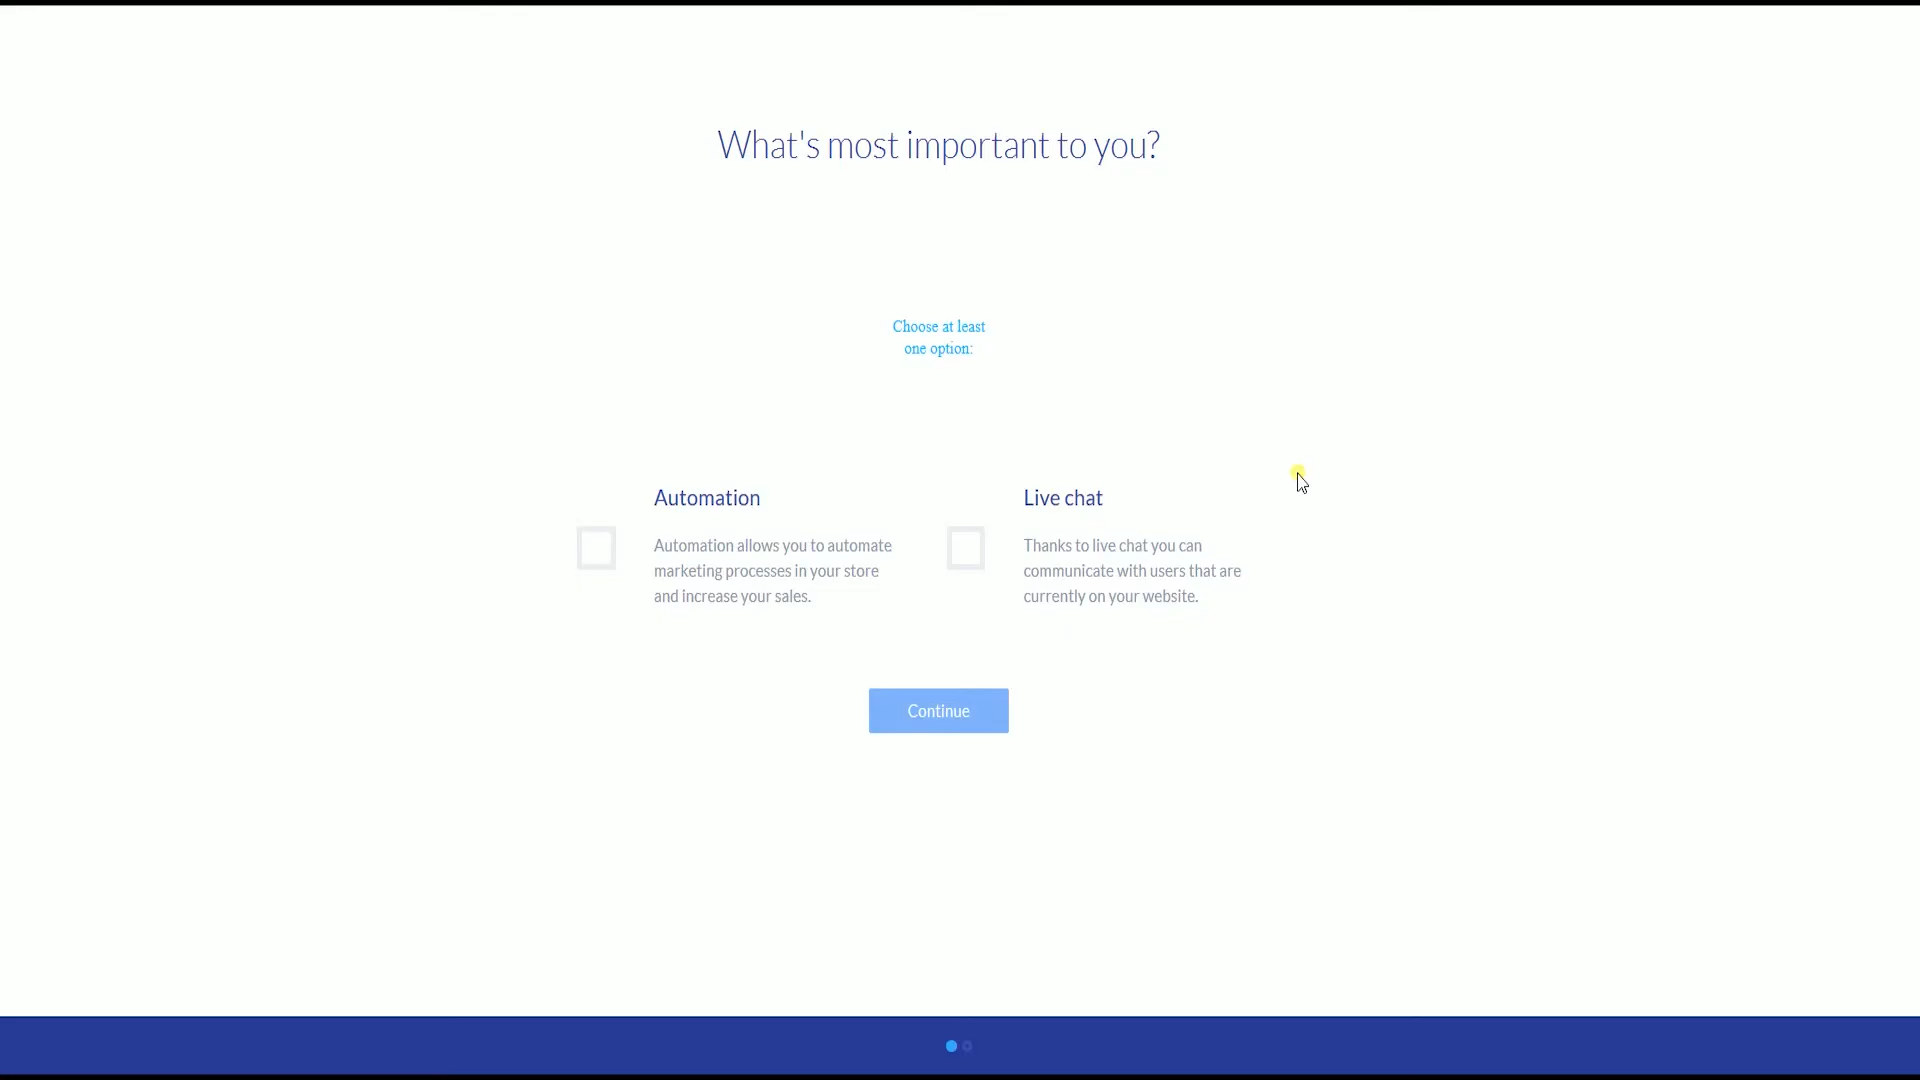 What's most important to you?
Choose at least
one option:
Automation
Automation allows you to automate
marketing processes in your store
and increase your sales.
Live chat
Thanks to live chat you can
communicate with users that are
currently on your website.
Continue